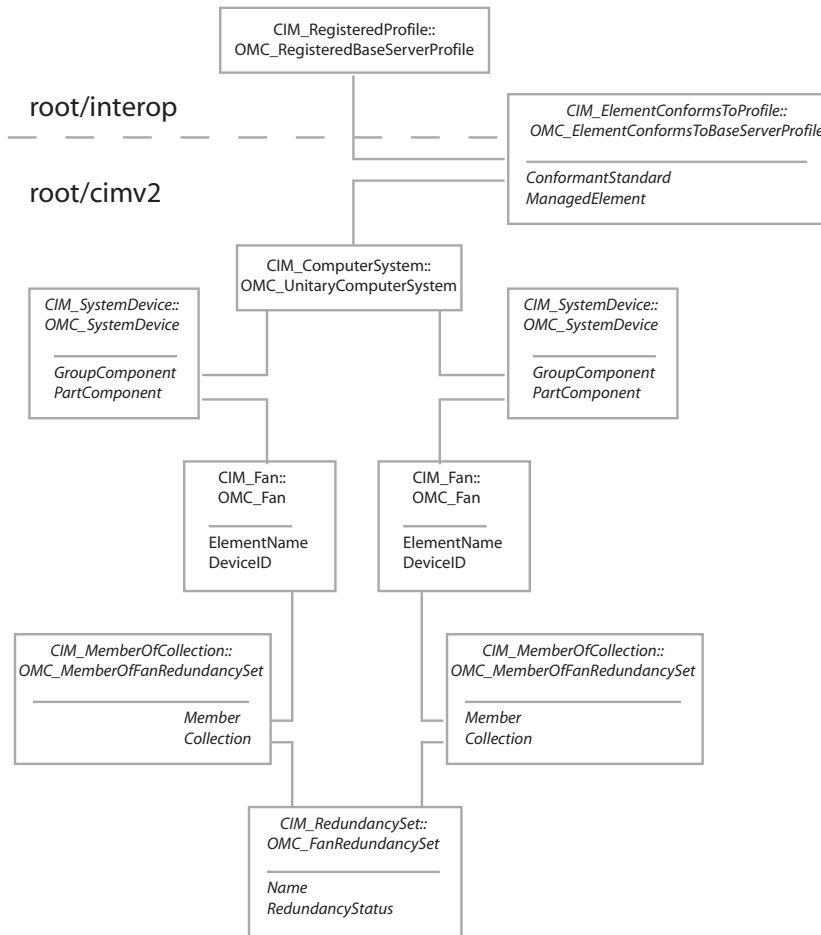 CIM_RegisteredProfile::
OMC_RegisteredBaseServerProfile
root/interop
CIM_ElementConformsToProfile::
OMC_ElementConformsToBaseServerProfile
ConformantStandard
ManagedElement
root/cimv2
CIM_ComputerSystem::
OMC_UnitaryComputerSystem
CIM_SystemDevice::
OMC_SystemDevice
GroupComponent
PartComponent
CIM_SystemDevice::
OMC_SystemDevice
GroupComponent
PartComponent
CIM_Fan::
OMC_Fan
ElementName
DeviceID
CIM_Fan::
OMC_Fan
ElementName
DeviceID
CIM_MemberOfCollection::
OMC_MemberOfFanRedundancySet
Member
Collection
CIM_MemberOfCollection::
OMC_MemberOfFanRedundancySet
Member
Collection
CIM_RedundancySet::
OMC_FanRedundancySet
Name
RedundancyStatus